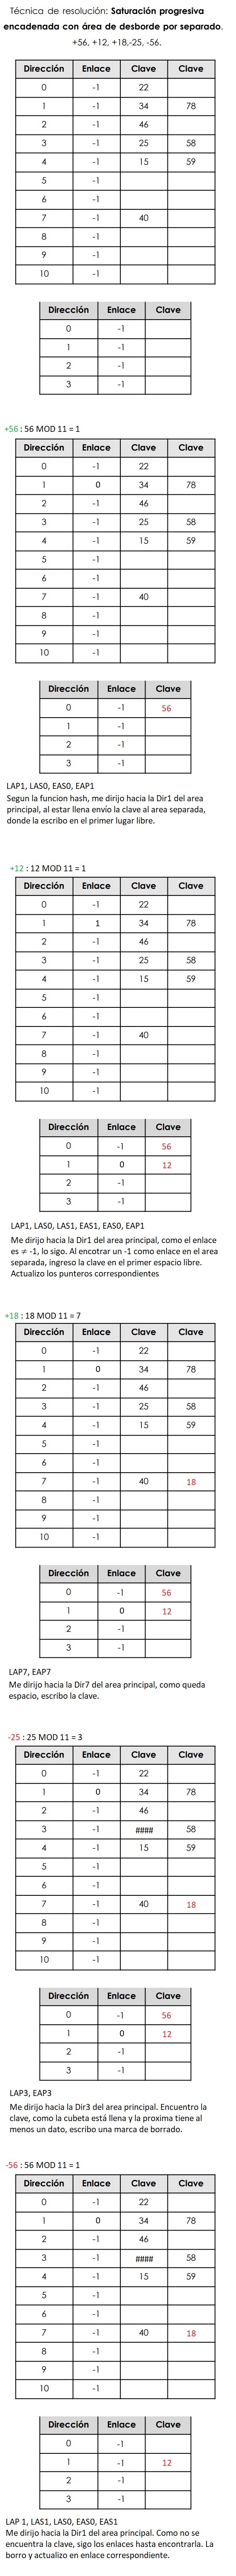 Técnica de resolución: Saturación progresiva
encadenada con área de desborde por separado.
+56, +12, +18,-25, -56.
Dirección Enlace Clave Clave
0 -1 22
1 -1 34 78
2 -1 46
3 -1 25 58
4 -1 15 59
5 -1
6 -1
7 -1 40
8 -1
9 -1
10 -1
Dirección Enlace Clave
0 -1
1 -1
2 -1
3 -1
+56 : 56 MOD 11 = 1
Dirección Enlace Clave Clave
0 -1 22
1 0 34 78
2 -1 46
3 -1 25 58
4 -1 15 59
5 -1
6 -1
7 -1 40
8 -1
9 -1
10 -1
Dirección Enlace Clave
0 -1 56
1 -1
2 -1
3 -1
LAP1, LAS0, EAS0, EAP1
Segun la funcion hash, me dirijo hacia la Dir1 del area
principal, al estar llena envío la clave al area separada,
donde la escribo en el primer lugar libre.
+12 : 12 MOD 11 = 1
Dirección Enlace Clave Clave
0 -1 22
1 1 34 78
2 -1 46
3 -1 25 58
4 -1 15 59
5 -1
6 -1
7 -1 40
8 -1
9 -1
10 -1
Dirección Enlace Clave
0 -1 56
1 0 12
2 -1
3 -1
LAP1, LAS0, LAS1, EAS1, EAS0, EAP1
Me dirijo hacia la Dir1 del area principal, como el enlace
es ≠ -1, lo sigo. Al encotrar un -1 como enlace en el area
separada, ingreso la clave en el primer espacio libre.
Actualizo los punteros correspondientes
+18 : 18 MOD 11 = 7
Dirección Enlace Clave Clave
0 -1 22
1 0 34 78
2 -1 46
3 -1 25 58
4 -1 15 59
5 -1
6 -1
7 -1 40 18
8 -1
9 -1
10 -1
Dirección Enlace Clave
0 -1 56
1 0 12
2 -1
3 -1
LAP7, EAP7
Me dirijo hacia la Dir7 del area principal, como queda
espacio, escribo la clave.
-25 : 25 MOD 11 = 3
Dirección Enlace Clave Clave
0 -1 22
1 0 34 78
2 -1 46
3 -1 #### 58
4 -1 15 59
5 -1
6 -1
7 -1 40 18
8 -1
9 -1
10 -1
Dirección Enlace Clave
0 -1 56
1 0 12
2 -1
3 -1
LAP3, EAP3
Me dirijo hacia la Dir3 del area principal. Encuentro la
clave, como la cubeta está llena y la proxima tiene al
menos un dato, escribo una marca de borrado.
-56 : 56 MOD 11 = 1
Dirección Enlace Clave Clave
0 -1 22
1 0 34 78
2 -1 46
3 -1 #### 58
4 -1 15 59
5 -1
6 -1
7 -1 40 18
8 -1
9 -1
10 -1
Dirección Enlace Clave
0 -1
1 -1 12
2 -1
3 -1
LAP 1, LAS1, LAS0, EAS0, EAS1
Me dirijo hacia la Dir1 del area principal. Como no se
encuentra la clave, sigo los enlaces hasta encontrarla. La
borro y actualizo en enlace correspondiente.